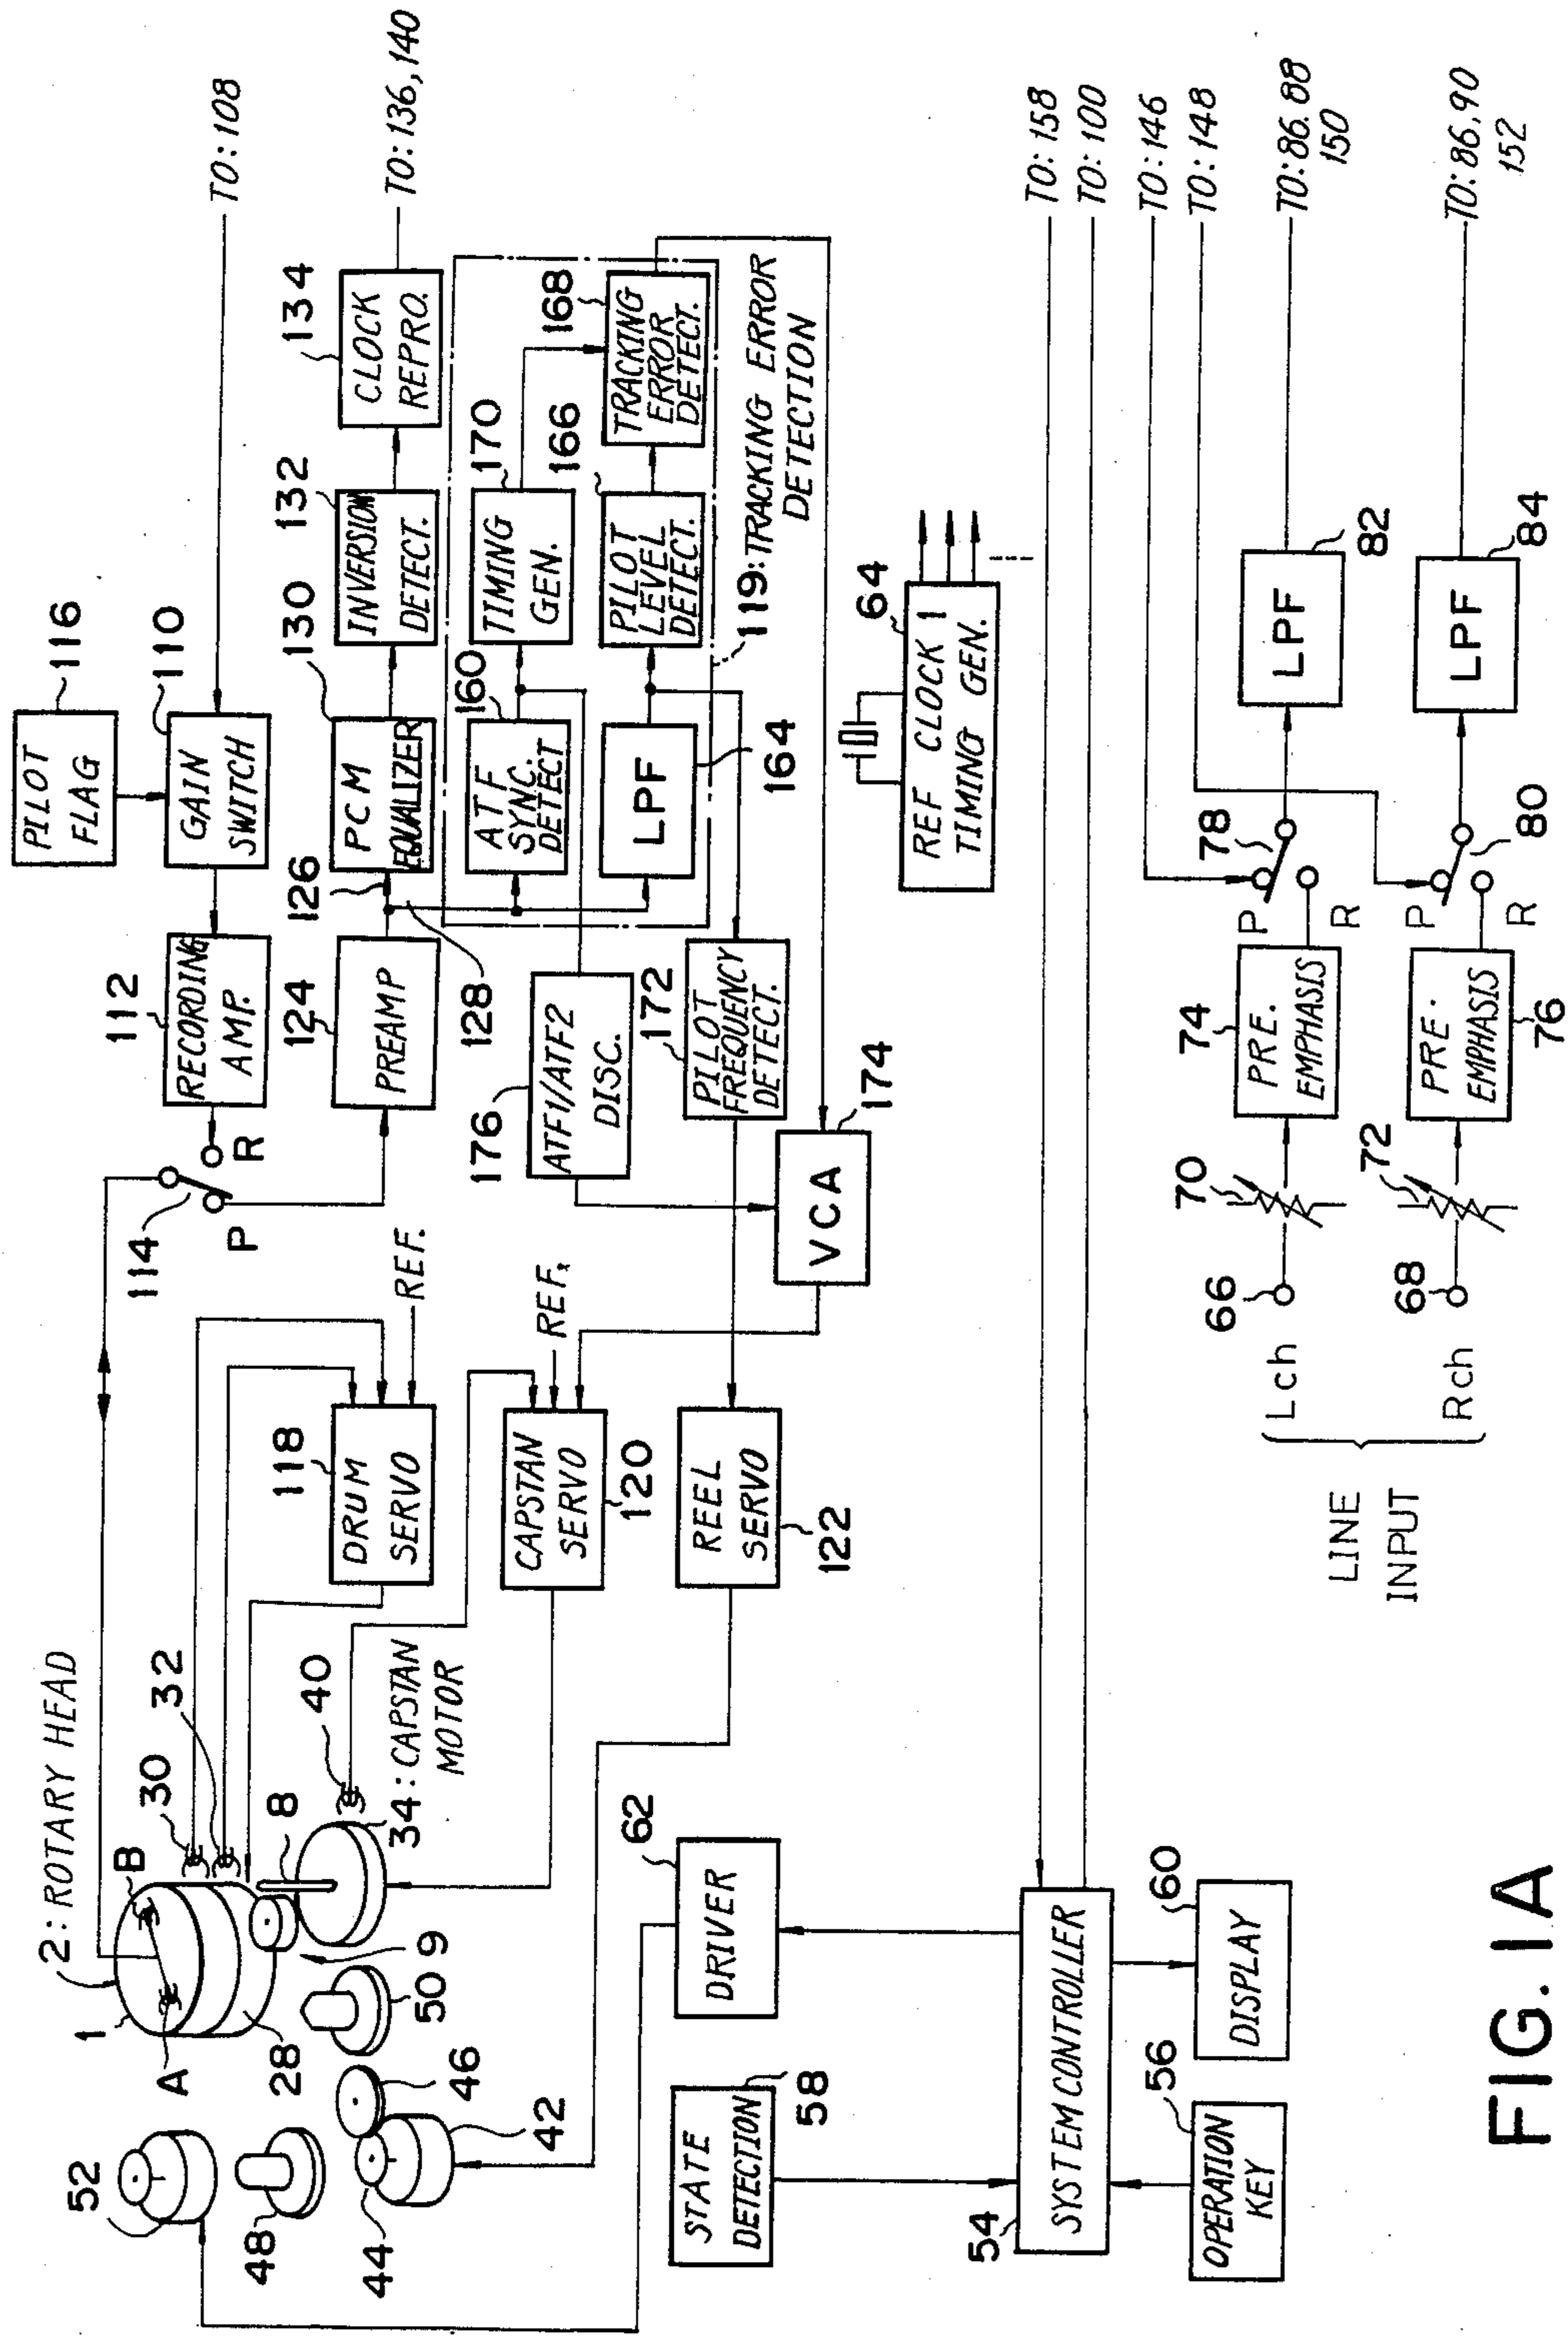 2: ROTARY HEAD
1
A
B
28
30
32
52
48
50
9
8
40
34: CAPSTAN
MOTOR
44
46
42
114
P
R
112
RECORDING
AMP.
110
GAIN
SWITCH
116
PILOT
FLAG
TO: 108
118
DRUM
SERVO
REF.
124
PREAMP
126
128
130
PCM
EQUALIZER
132
INVERSION
DETECT.
134
CLOCK
REPRO.
TO: 136, 140
CAPSTAN
SERVO
120
REF.
176
ATF1/ATF2
DISC.
160
ATF
SYNC.
DETECT
170
TIMING
GEN.
LPF
164
166
PILOT
LEVEL
DETECT.
168
TRACKING
ERROR
DETECT.
119: TRACKING ERROR
DETECTION
REEL
SERVO
122
172
PILOT
FREQUENCY
DETECT.
VCA
174
62
DRIVER
STATE
DETECTION
58
64
REF CLOCK 1
TIMING GEN.
54
SYSTEM CONTROLLER
TO: 158
TO: 100
56
OPERATION
KEY
60
DISPLAY
TO: 146
TO: 148
LINE
INPUT
Lch
66
70
74
PRE.
EMPHASIS
P
R
78
LPF
82
TO: 86. 88
150
Rch
68
72
PRE.
EMPHASIS
76
P
R
80
LPF
84
TO: 86, 90
152
FIG. 1A